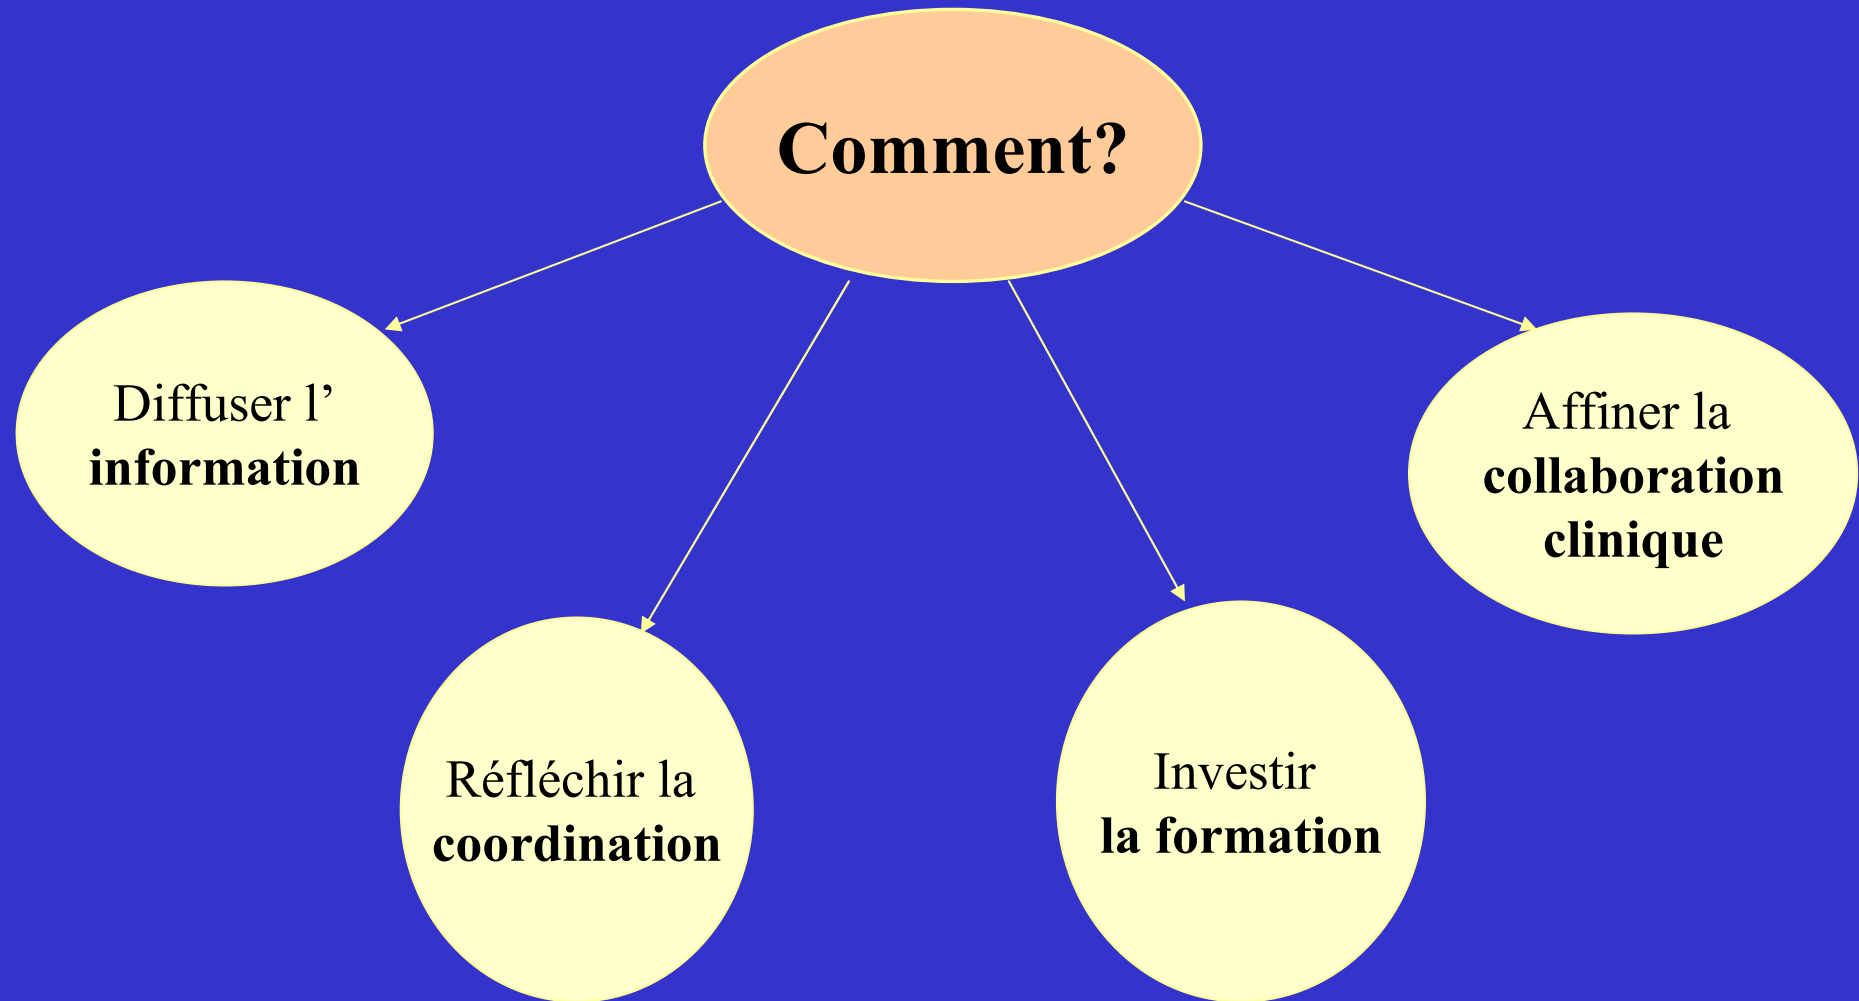 Comment?
Diffuser l’
information
Affiner la
collaboration
clinique
Réfléchir la
coordination
Investir
la formation